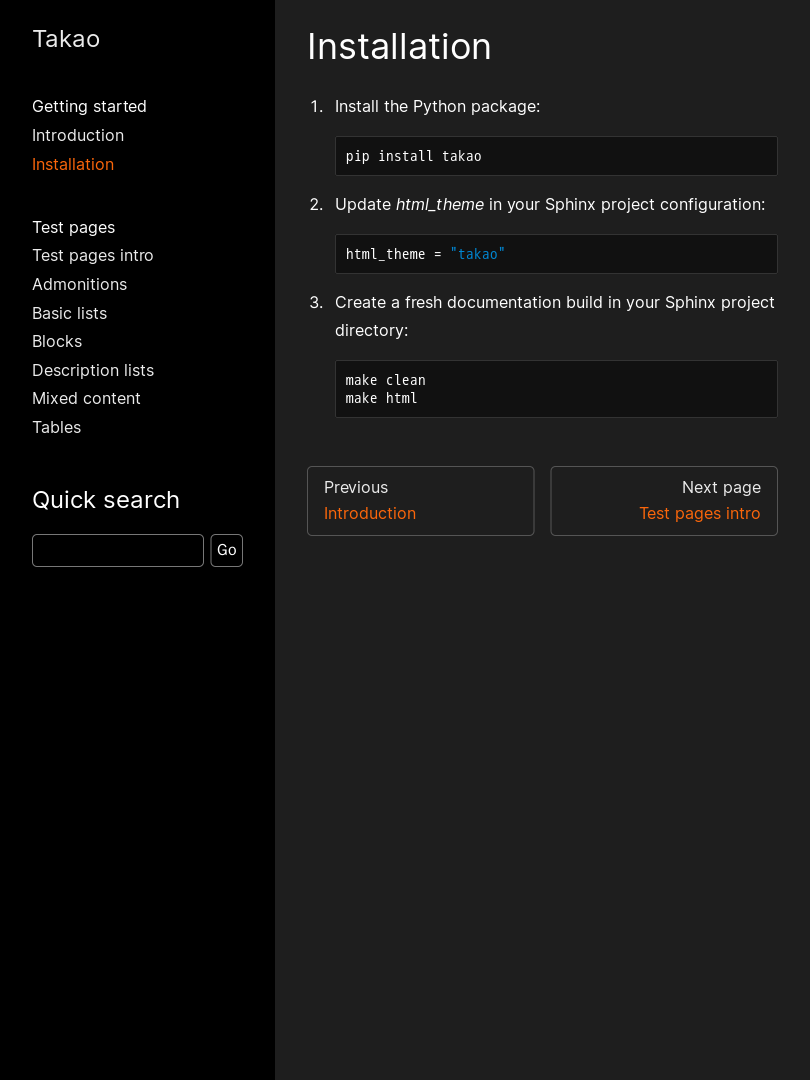 Takao
Getting started
Introduction
Installation
Test pages
Test pages intro
Admonitions
Basic lists
Blocks
Description lists
Mixed content
Tables
Quick search
Go
Installation
1. Install the Python package:
pip install takao
2. Update html_theme in your Sphinx project configuration:
html_theme = "takao"
3. Create a fresh documentation build in your Sphinx project
directory:
make clean
make html
Previous
Introduction
Next page
Test pages intro